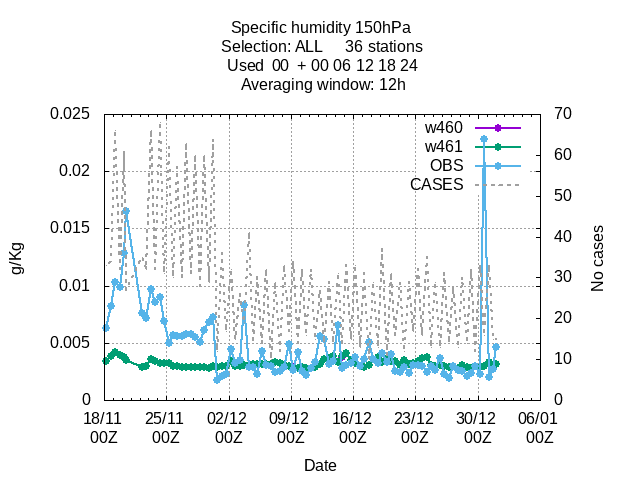 Specific humidity 150hPa
Selection: ALL     36 stations
Used  00  + 00 06 12 18 24
Averaging window: 12h
0.025
0.02
0.015
0.01
0.005
0
70
60
50
40
30
20
10
0
w460
w461
OBS
CASES
g/Kg
No cases
18/11 25/11 02/12 09/12 16/12 23/12 30/12 06/01
00Z 00Z 00Z 00Z 00Z 00Z 00Z 00Z
Date